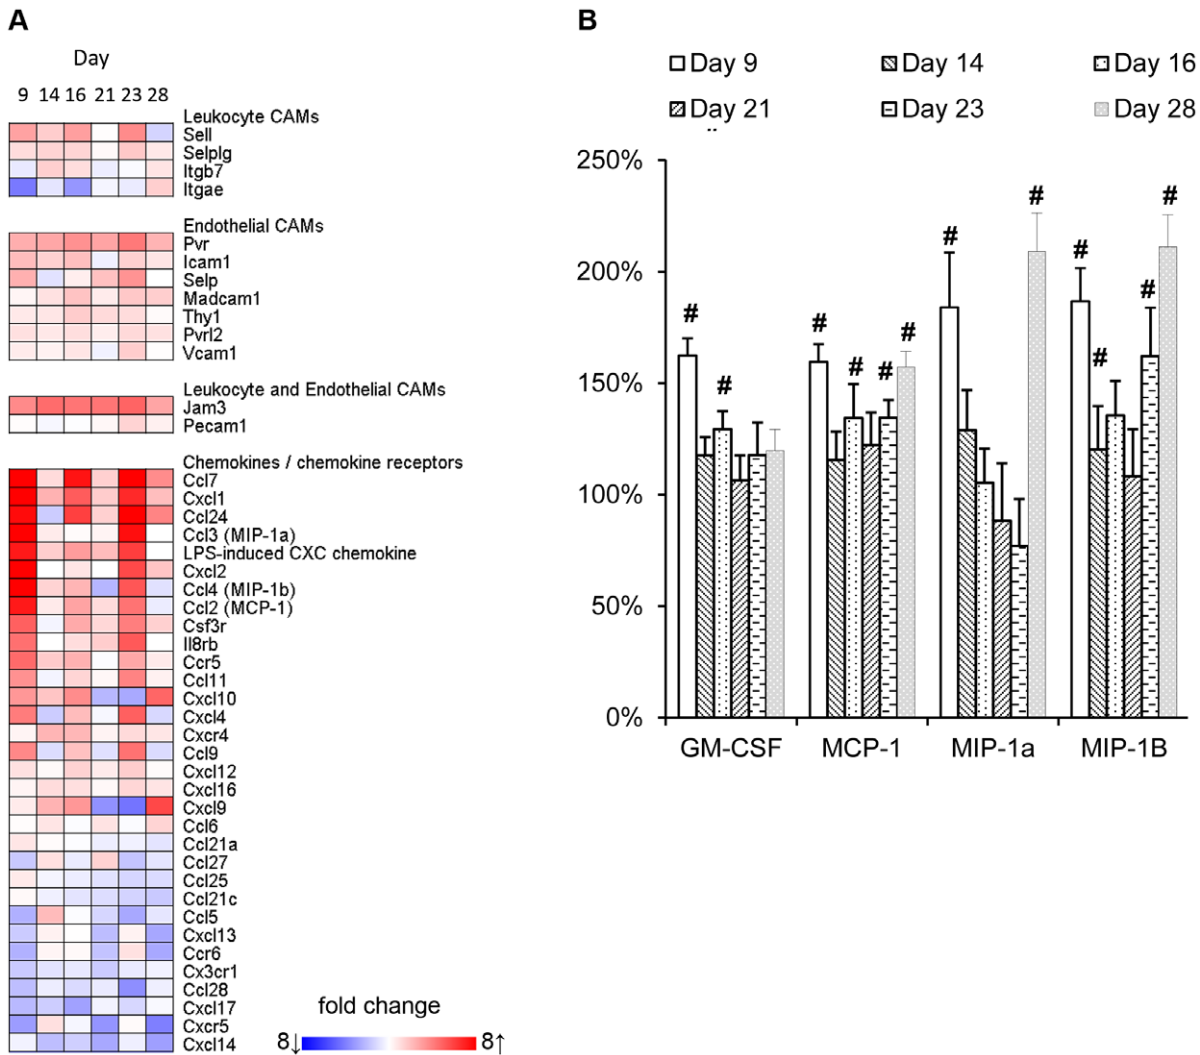 A
Day
9 14 16 21 23 28
Leukocyte CAMs
Sell
Selplg
Itgb7
Itgae
Endothelial CAMs
Pvr
Icam1
Selp
Madcam1
Thy1
Pvrl2
Vcam1
Leukocyte and Endothelial CAMs
Jam3
Pecam1
Chemokines / chemokine receptors
Ccl7
Cxcl1
Ccl24
Ccl3 (MIP-1a)
LPS-induced CXC chemokine
Cxcl2
Ccl4 (MIP-1b)
Ccl2 (MCP-1)
Csf3r
Il8rb
Ccr5
Ccl11
Cxcl10
Cxcl4
Cxcr4
Ccl9
Cxcl12
Cxcl16
Cxcl9
Ccl6
Ccl21a
Ccl27
Ccl25
Ccl21c
Ccl5
Cxcl13
Ccr6
Cx3cr1
Ccl28
Cxcl17
Cxcr5
Cxcl14
fold change
8↓ 8↑
B
Day 9 Day 14 Day 16
Day 21 Day 23 Day 28
250%
200%
150%
100%
50%
0%
# # # # # # # # # # # # #
GM-CSF MCP-1 MIP-1a MIP-1B